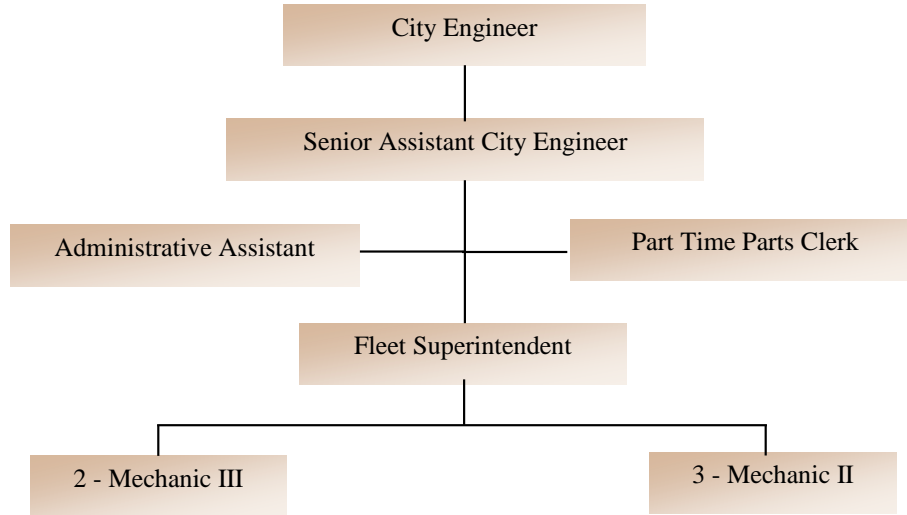 City Engineer
Senior Assistant City Engineer
Administrative Assistant
Part Time Parts Clerk
Fleet Superintendent
2 - Mechanic III
3 - Mechanic II